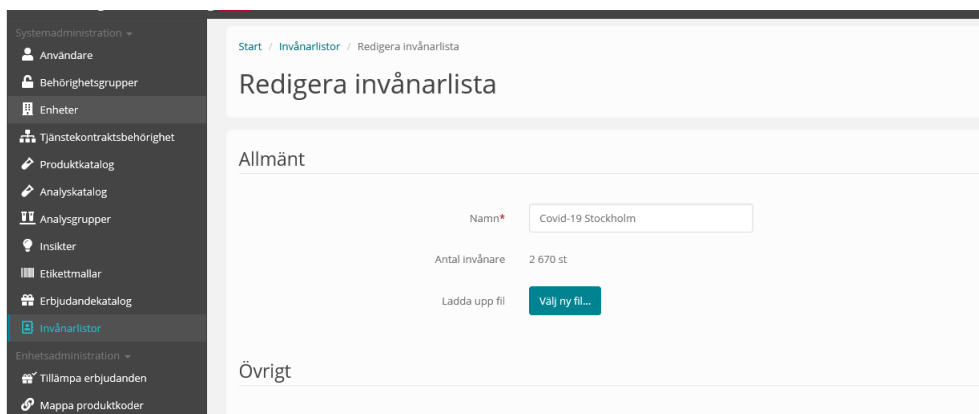 Systemadministration
Användare
Behörighetsgrupper
Enheter
Tjänstekontraktsbehörighet
Produktkatalog
Analyskatalog
Analysgrupper
Insikter
Etikettmallar
Erbjudandekatalog
Invånarlistor
Enhetsadministration
Tillämpa erbjudanden
Mappa produktkoder
Start / Invånarlistor / Redigera invånarlista
Redigera invånarlista
Allmänt
Namn* Covid-19 Stockholm
Antal invånare 2 670 st
Ladda upp fil Välj ny fil...
Övrigt